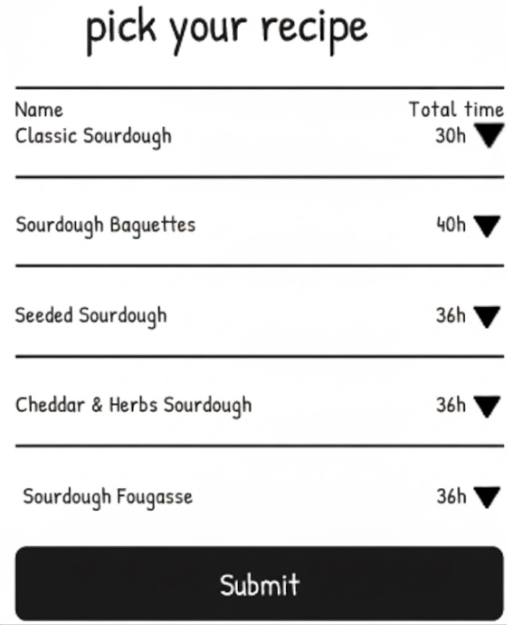 pick your recipe
Name Total time
Classic Sourdough 30h
Sourdough Baguettes 40h
Seeded Sourdough 36h
Cheddar & Herbs Sourdough 36h
Sourdough Fougasse 36h
Submit